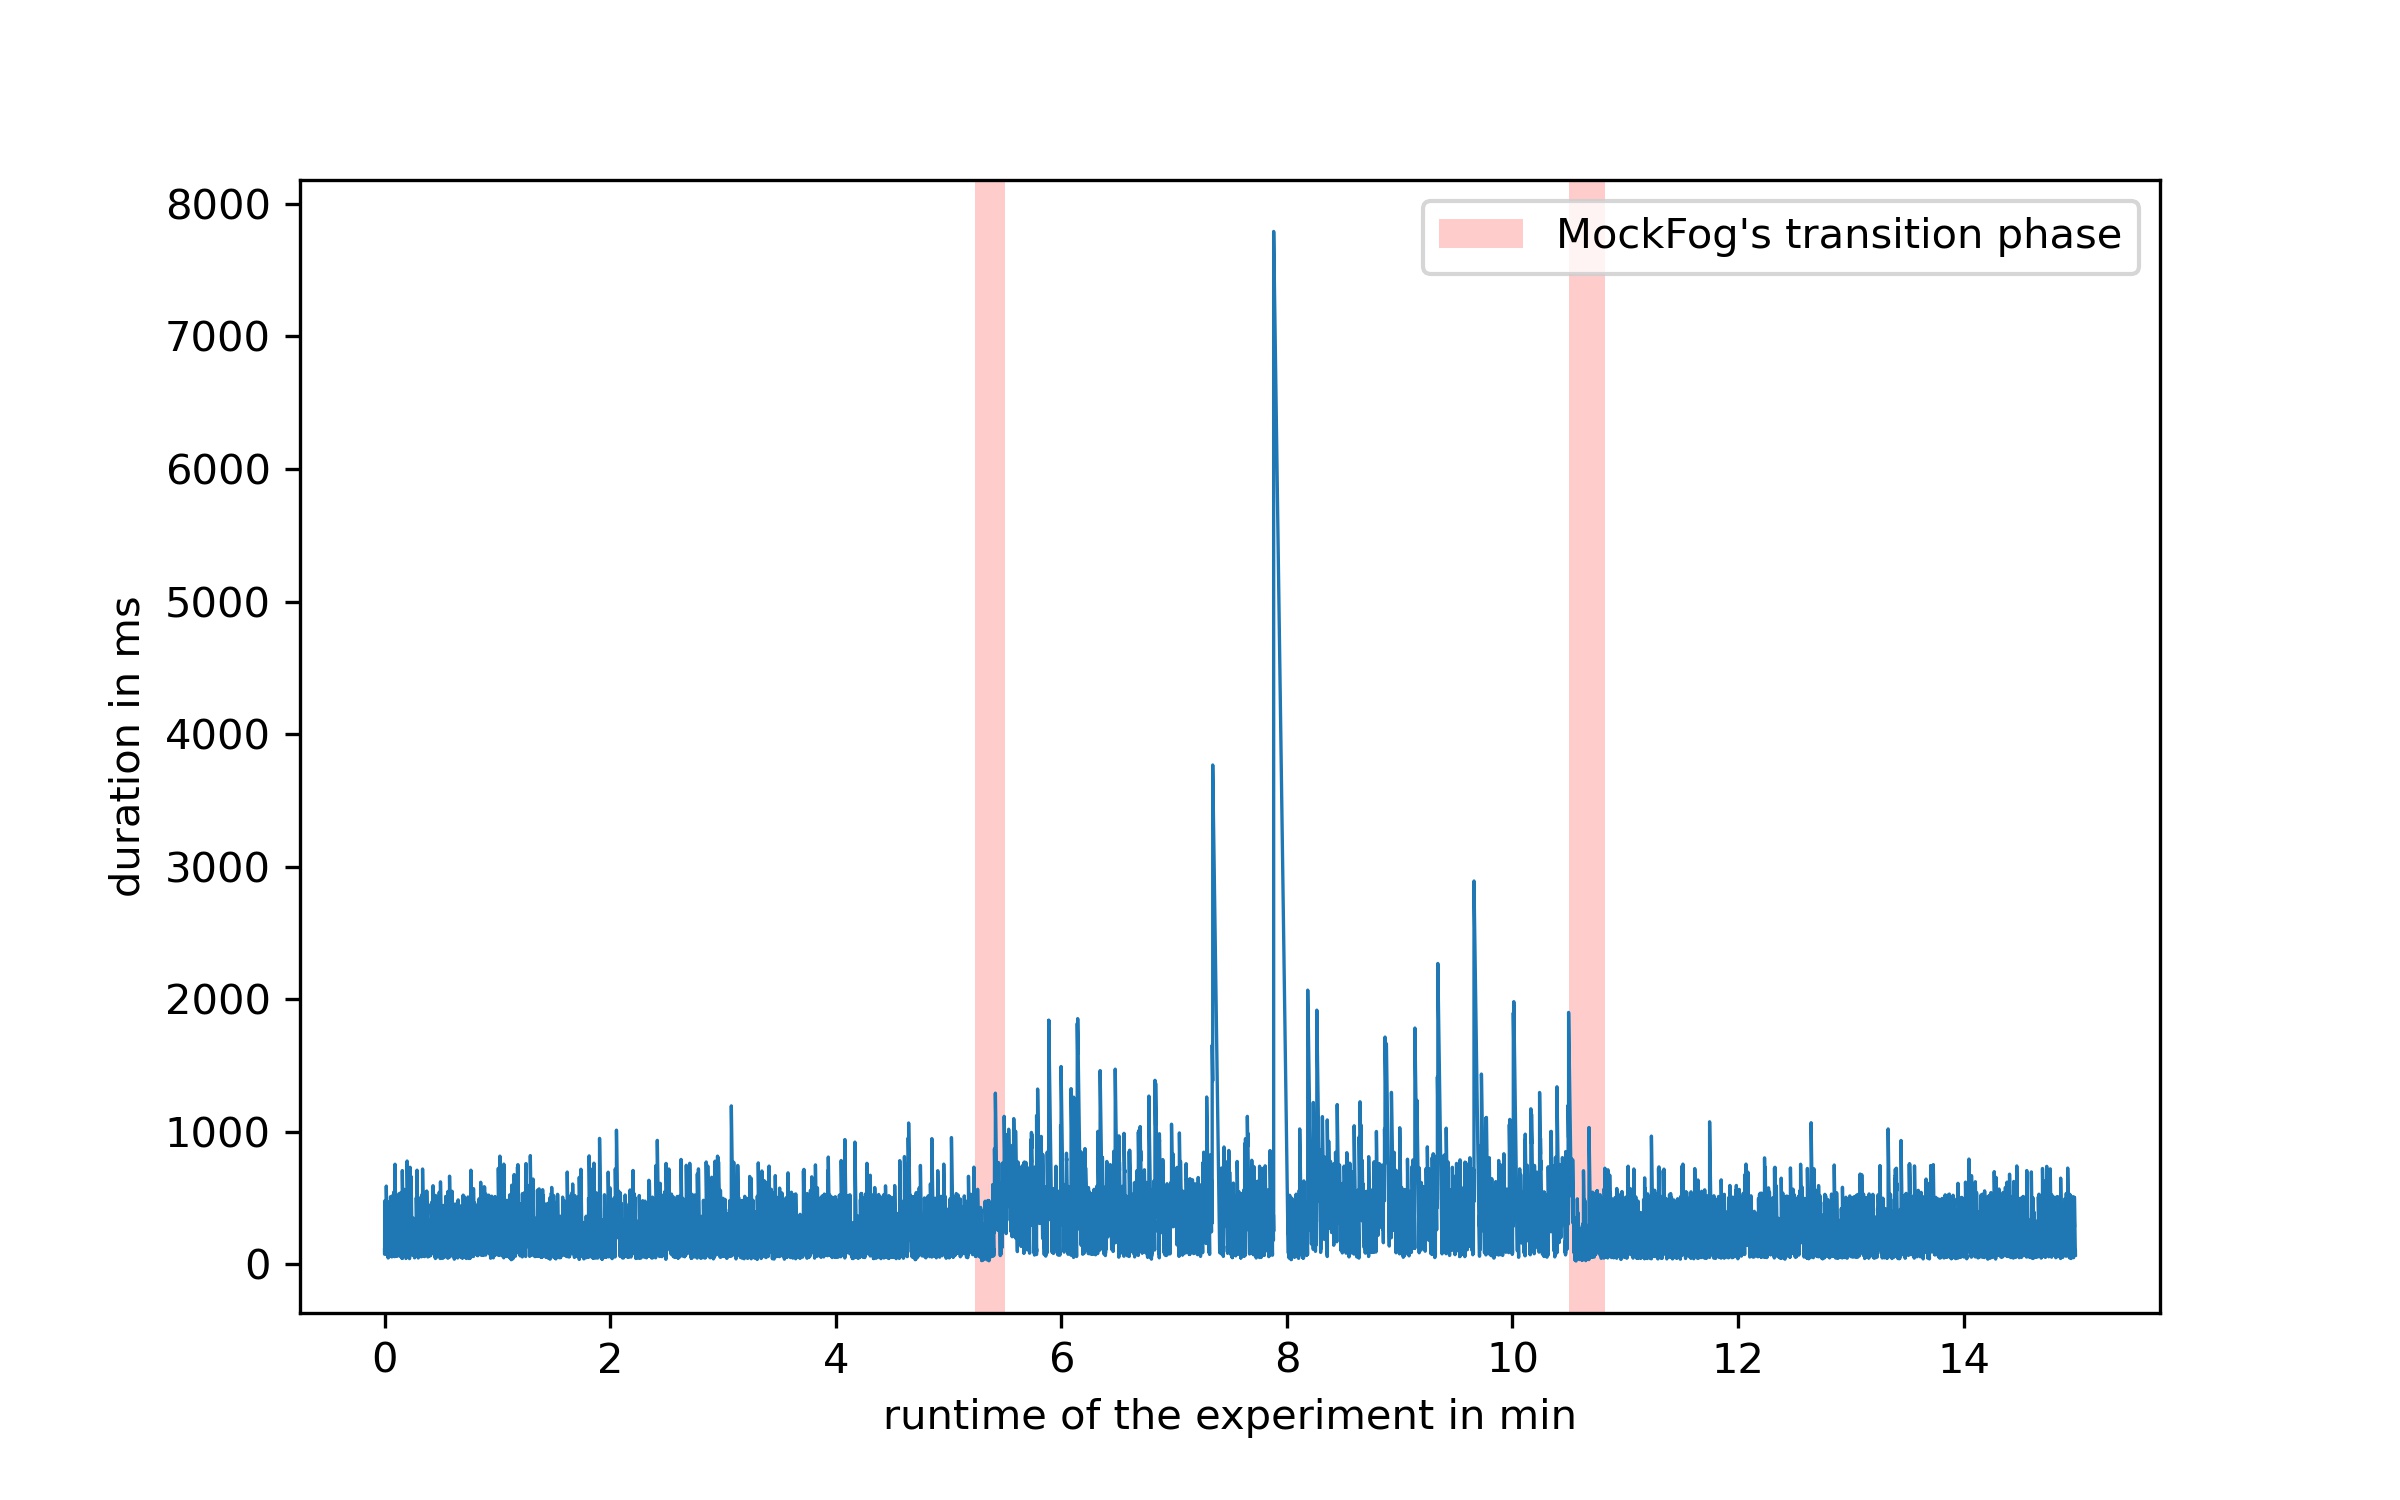 MockFog's transition phase
8000
7000
6000
5000
4000
3000
2000
1000
0
duration in ms
0 2 4 6 8 10 12 14
runtime of the experiment in min